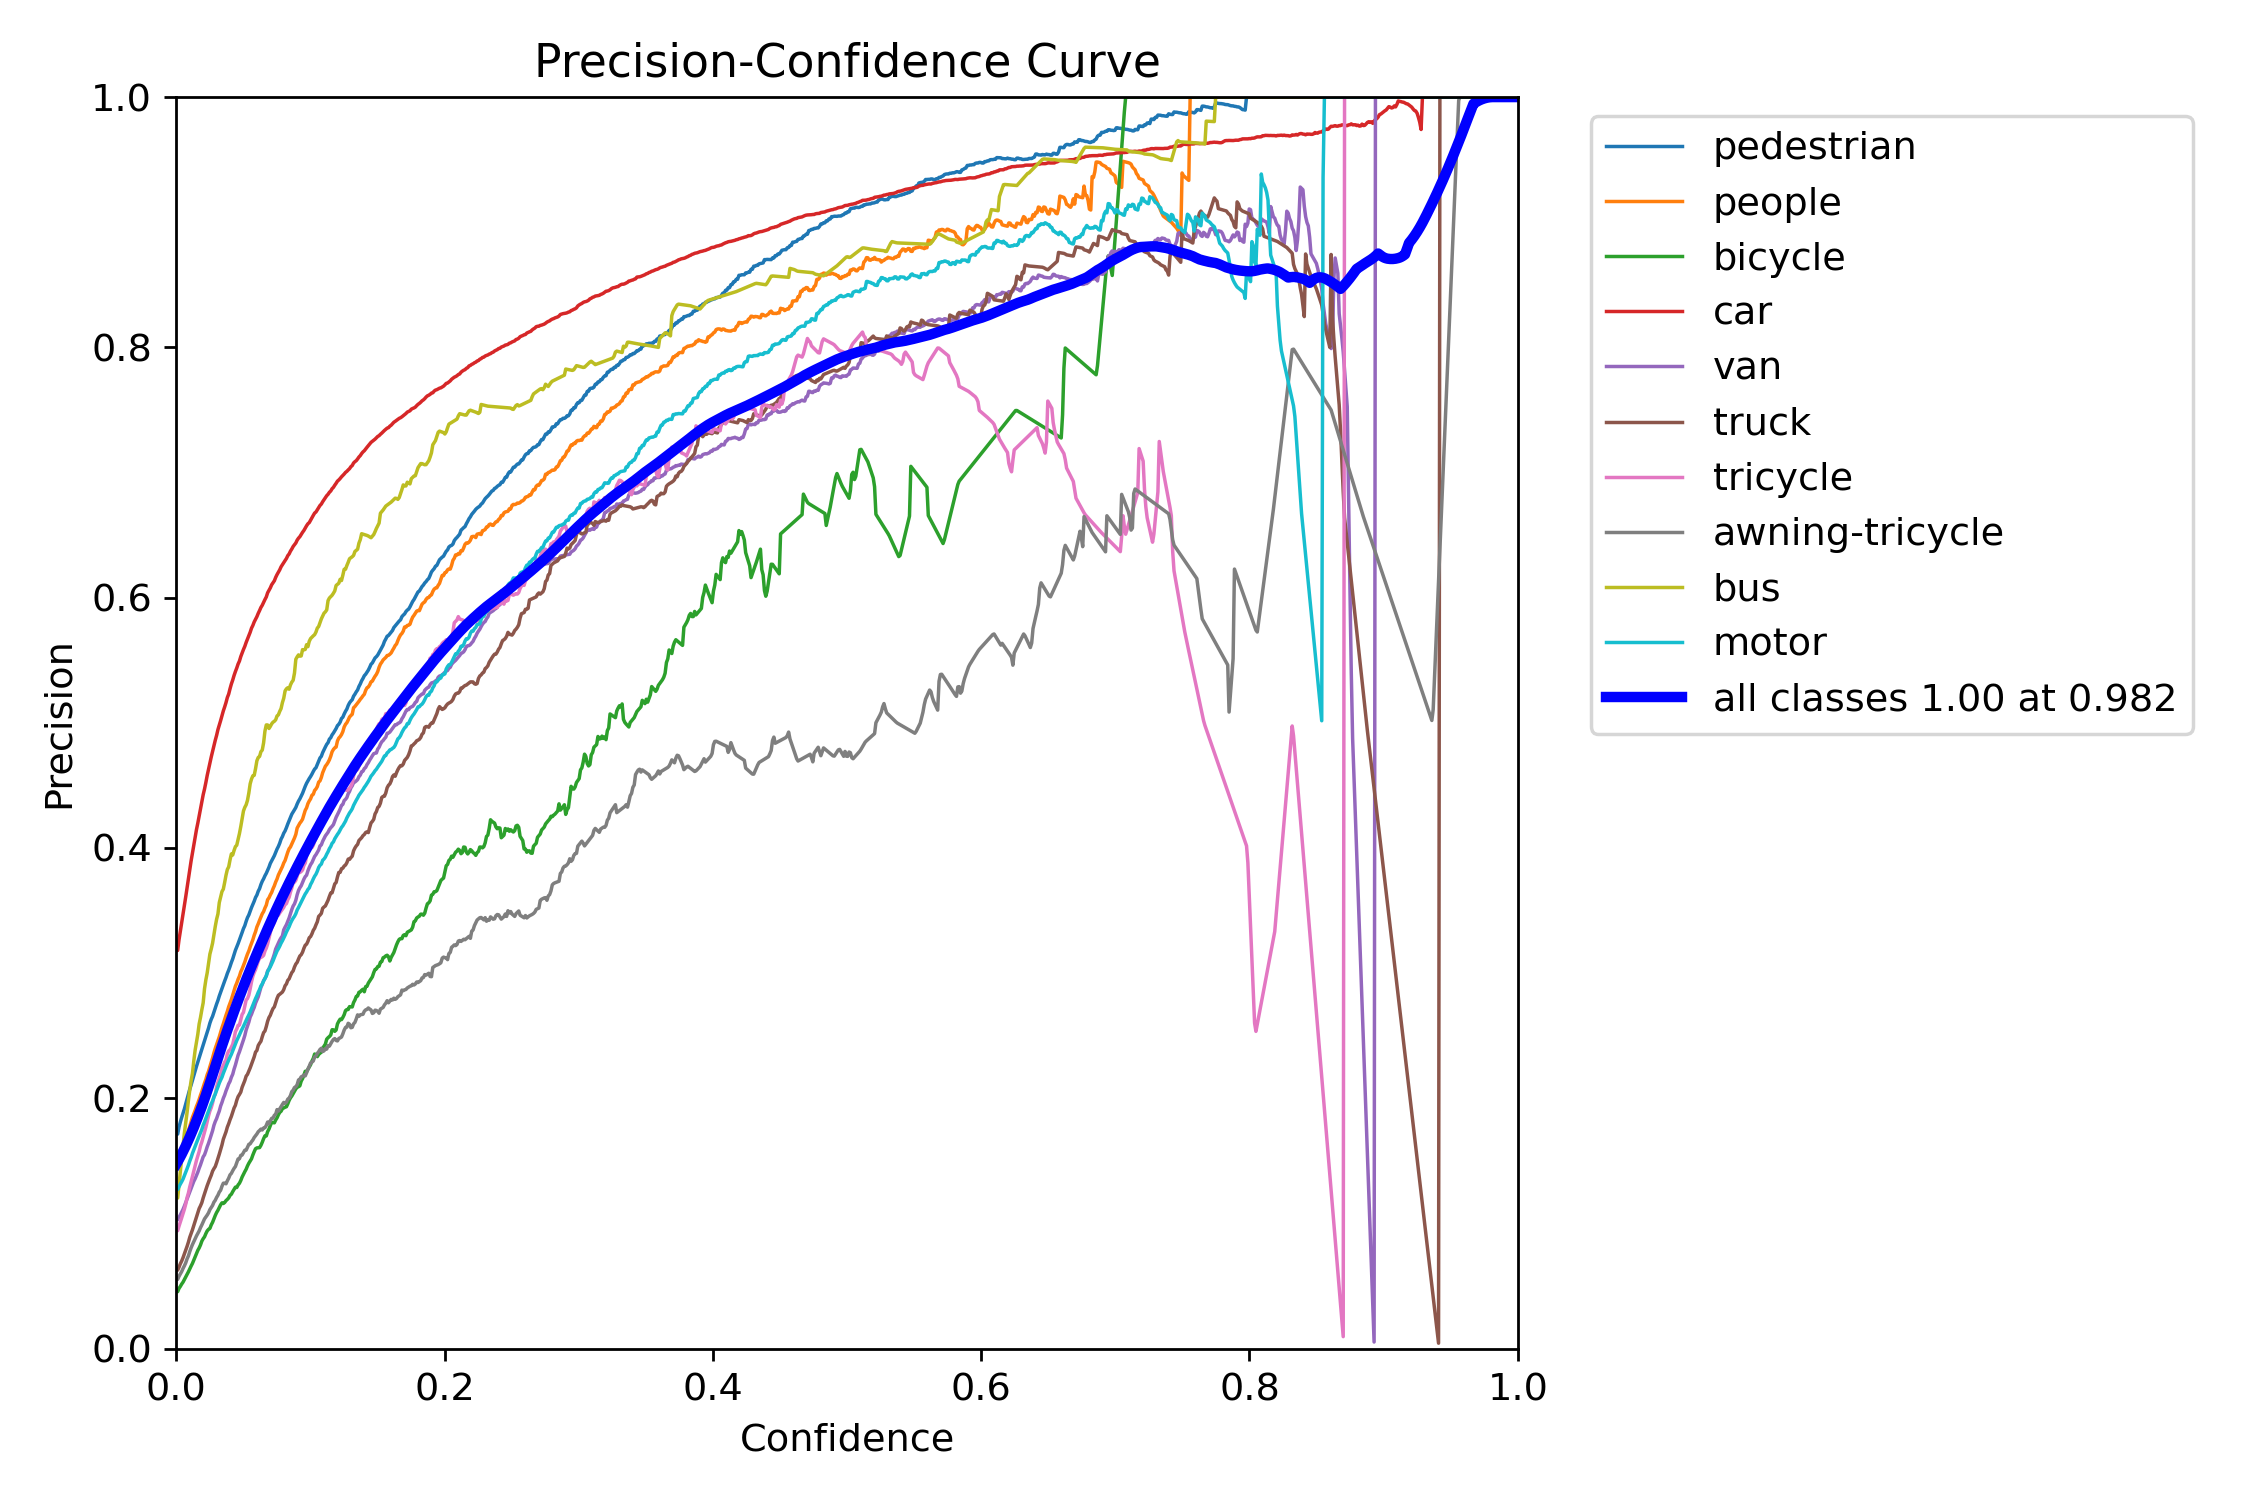 Precision-Confidence Curve
1.0
0.8
0.6
0.4
0.2
0.0
Precision
0.0 0.2 0.4 0.6 0.8 1.0
Confidence
pedestrian
people
bicycle
car
van
truck
tricycle
awning-tricycle
bus
motor
all classes 1.00 at 0.982